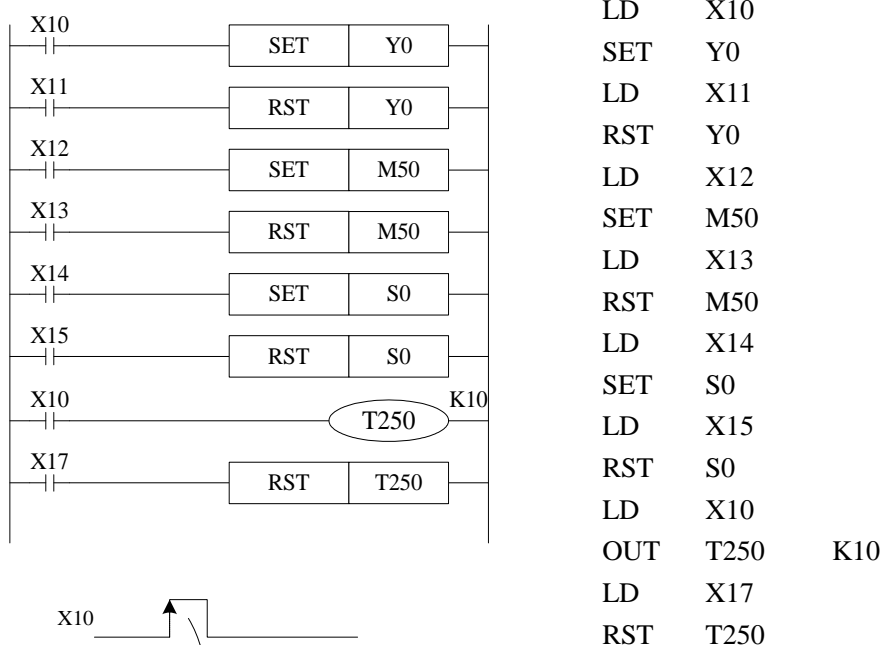 X10
SET Y0
X11
RST Y0
X12
SET M50
X13
RST M50
X14
SET S0
X15
RST S0
X10
T250 K10
X17
RST T250
X10
LD X10
SET Y0
LD X11
RST Y0
LD X12
SET M50
LD X13
RST M50
LD X14
SET S0
LD X15
RST S0
LD X10
OUT T250 K10
LD X17
RST T250